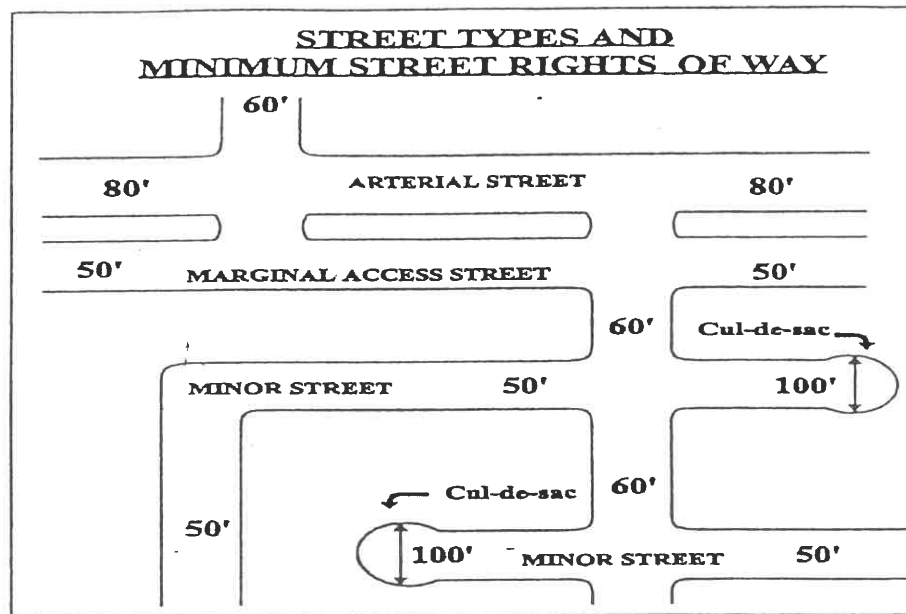 STREET TYPES AND
MINIMUM STREET RIGHTS OF WAY
60'
80'
ARTERIAL STREET
80'
50'
MARGINAL ACCESS STREET
50'
60'
Cul-de-sac
MINOR STREET
50'
100'
Cul-de-sac
60'
50'
100'
MINOR STREET
50'